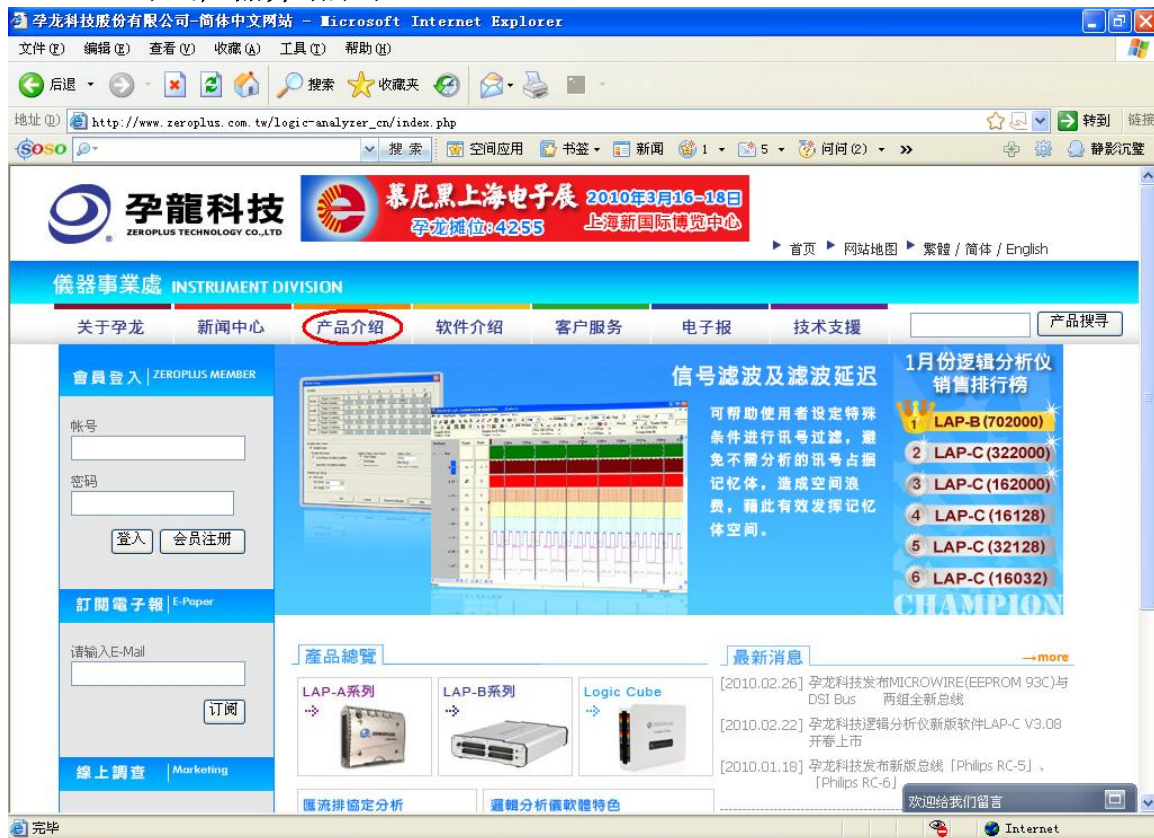 孕龙科技股份有限公司-简体中文网站 - Microsoft Internet Explorer
文件(F) 编辑(E) 查看(V) 收藏(A) 工具(T) 帮助(H)
后退 搜索 收藏夹
地址(D) http://www.zeroplus.com.tw/logic-analyzer_cn/index.php 转到 链接
SOSO 搜 索 空间应用 书签 新闻 1 5 问问(2) » 静影沉璧
孕龍科技
ZEROPLUS TECHNOLOGY CO.,LTD
慕尼黑上海电子展 2010年3月16-18日
孕龙摊位:4255 上海新国际博览中心
首页 网站地图 繁體 / 简体 / English
儀器事業處 INSTRUMENT DIVISION
关于孕龙 新闻中心 产品介绍 软件介绍 客户服务 电子报 技术支援 产品搜寻
會員登入 ZEROPLUS MEMBER
帐号
密码
登入 会员注册
訂閱電子報 E-Paper
请输入E-Mail
订阅
線上調查 Marketing
信号滤波及滤波延迟
可帮助使用者设定特殊
条件进行讯号过滤，避
免不需分析的讯号占据
记忆体，造成空间浪
费，藉此有效发挥记忆
体空间。
1月份逻辑分析仪
销售排行榜
1 LAP-B(702000)
2 LAP-C(322000)
3 LAP-C(162000)
4 LAP-C(16128)
5 LAP-C(32128)
6 LAP-C(16032)
CHAMPION
產品總覽
LAP-A系列 LAP-B系列 Logic Cube
匯流排協定分析 邏輯分析儀軟體特色
最新消息 →more
[2010.02.26] 孕龙科技发布MICROWIRE(EEPROM 93C)与
DSI Bus 两组全新总线
[2010.02.22] 孕龙科技逻辑分析仪新版软件LAP-C V3.08
开春上市
[2010.01.18] 孕龙科技发布新版总线「Philips RC-5」、
「Philips RC-6」
欢迎给我们留言
完毕 Internet